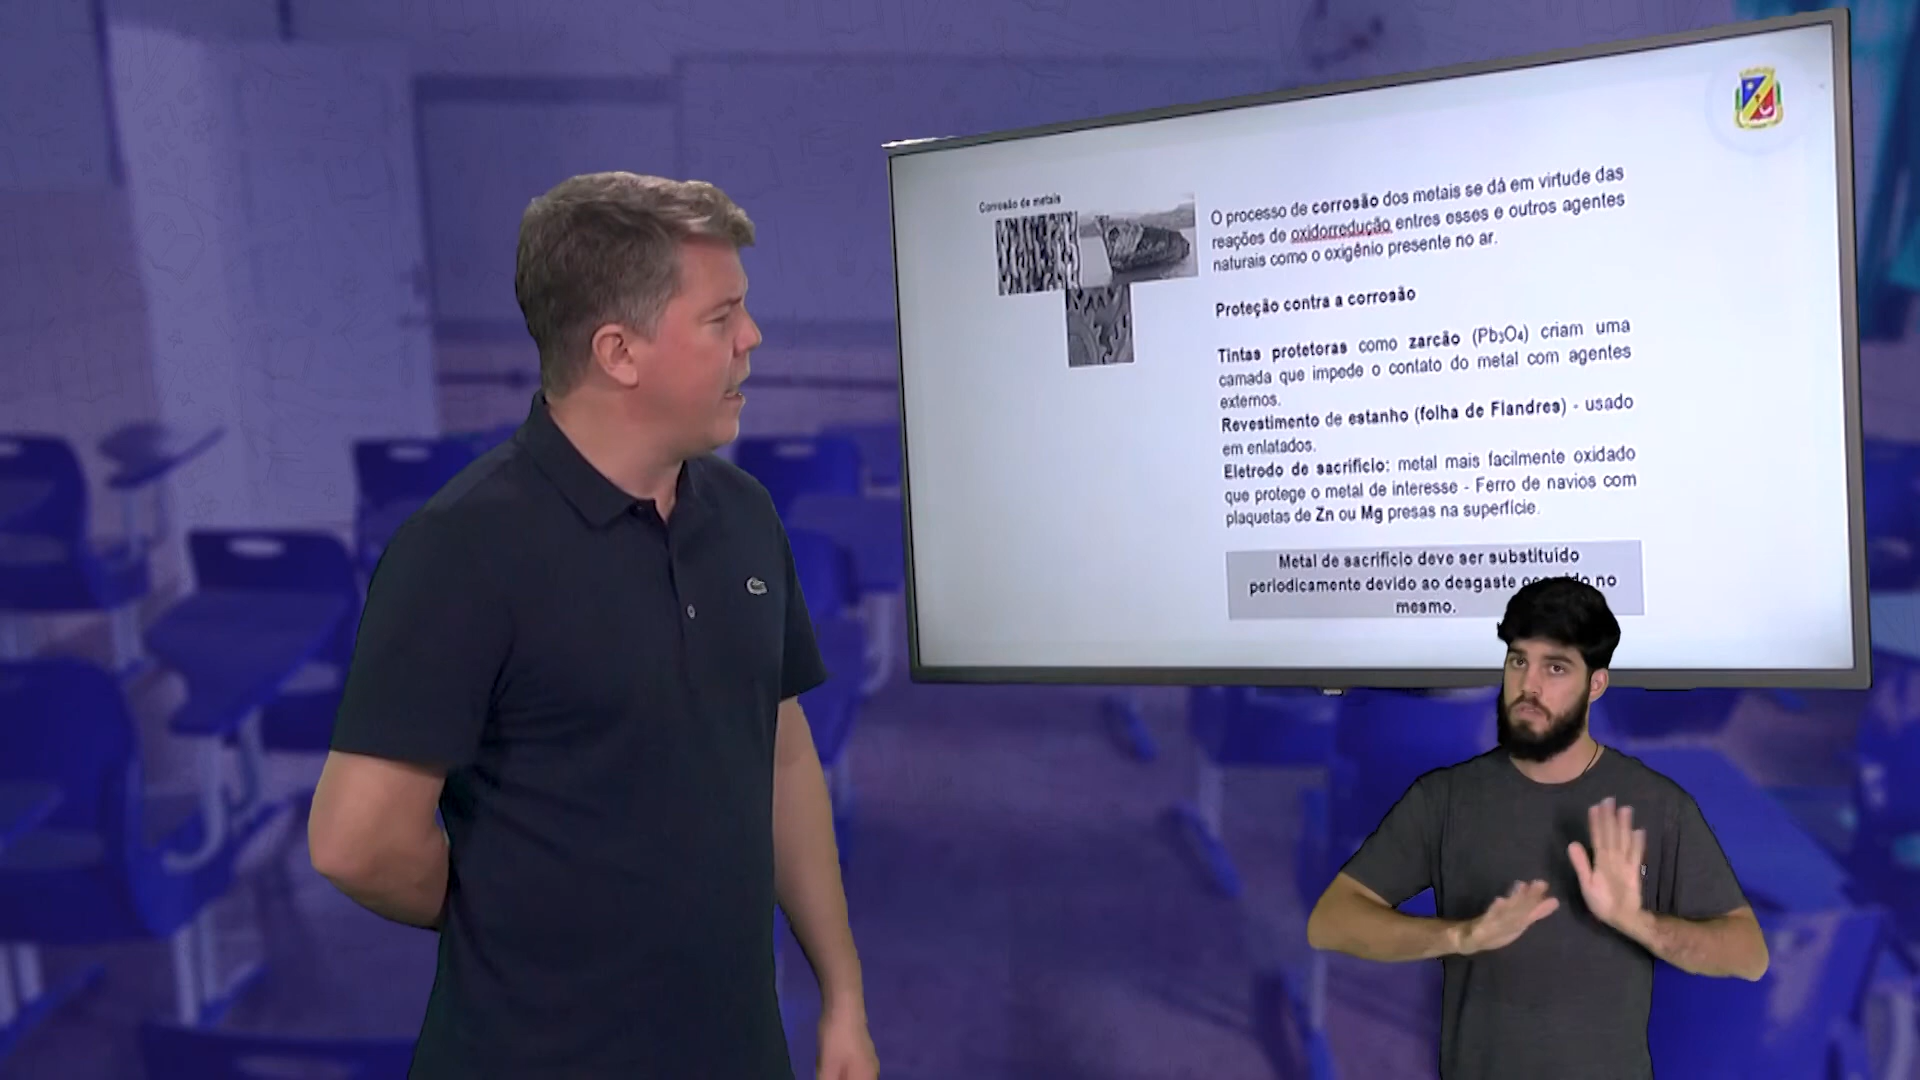 Corrosão de metais
O processo de corrosão dos metais se dá em virtude das
reações de oxidorredução entres esses e outros agentes
naturais como o oxigênio presente no ar.
Proteção contra a corrosão
Tintas protetoras como zarcão (Pb₃O₄) criam uma
camada que impede o contato do metal com agentes
externos.
Revestimento de estanho (folha de Flandres) - usado
em enlatados.
Eletrodo de sacrifício: metal mais facilmente oxidado
que protege o metal de interesse - Ferro de navios com
plaquetas de Zn ou Mg presas na superfície.
Metal de sacrifício deve ser substituído
periodicamente devido ao desgaste no
mesmo.